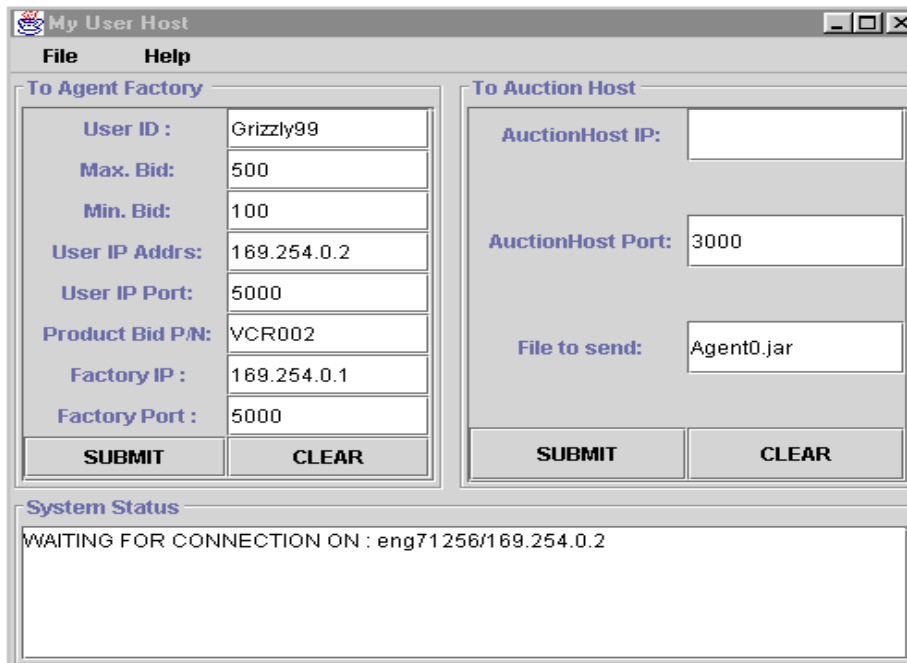 My User Host
File Help
To Agent Factory
User ID : Grizzly99
Max. Bid: 500
Min. Bid: 100
User IP Addrs: 169.254.0.2
User IP Port: 5000
Product Bid P/N: VCR002
Factory IP : 169.254.0.1
Factory Port : 5000
SUBMIT CLEAR
To Auction Host
AuctionHost IP:
AuctionHost Port: 3000
File to send: Agent0.jar
SUBMIT CLEAR
System Status
WAITING FOR CONNECTION ON : eng71256/169.254.0.2